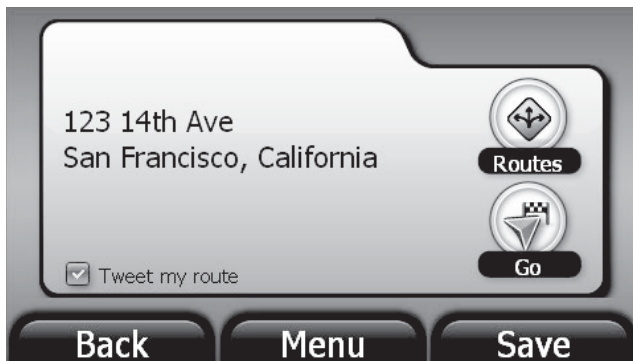 123 14th Ave
San Francisco, California
Routes
Go
Tweet my route
Back Menu Save